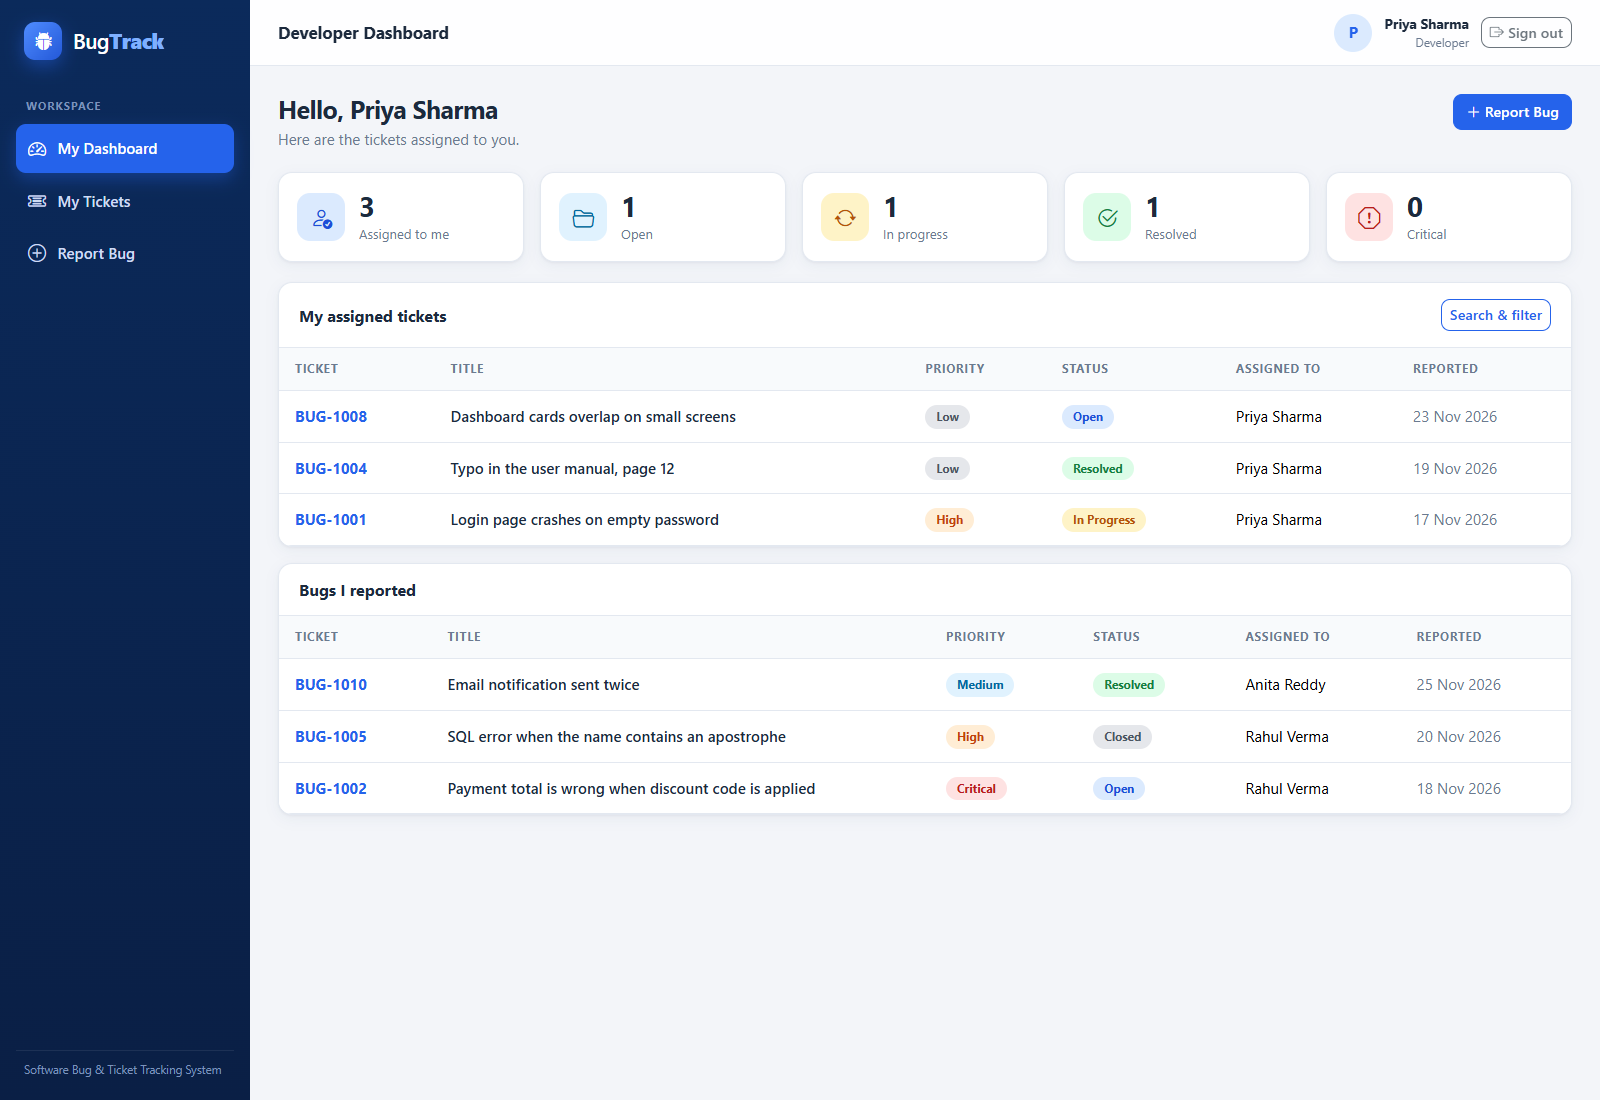 BugTrack
WORKSPACE
My Dashboard
My Tickets
Report Bug
Software Bug & Ticket Tracking System
Developer Dashboard
P
Priya Sharma
Developer
Sign out
Hello, Priya Sharma
Here are the tickets assigned to you.
+ Report Bug
3
Assigned to me
1
Open
1
In progress
1
Resolved
0
Critical
My assigned tickets
Search & filter
TICKET TITLE PRIORITY STATUS ASSIGNED TO REPORTED
BUG-1008 Dashboard cards overlap on small screens Low Open Priya Sharma 23 Nov 2026
BUG-1004 Typo in the user manual, page 12 Low Resolved Priya Sharma 19 Nov 2026
BUG-1001 Login page crashes on empty password High In Progress Priya Sharma 17 Nov 2026
Bugs I reported
TICKET TITLE PRIORITY STATUS ASSIGNED TO REPORTED
BUG-1010 Email notification sent twice Medium Resolved Anita Reddy 25 Nov 2026
BUG-1005 SQL error when the name contains an apostrophe High Closed Rahul Verma 20 Nov 2026
BUG-1002 Payment total is wrong when discount code is applied Critical Open Rahul Verma 18 Nov 2026